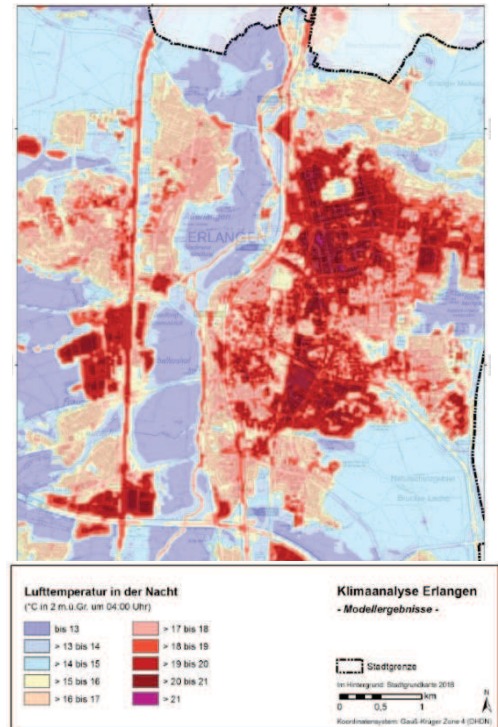 ERLANGEN
Lufttemperatur in der Nacht
(°C in 2 m.ü.Gr. um 04:00 Uhr)
bis 13
> 13 bis 14
> 14 bis 15
> 15 bis 16
> 16 bis 17
> 17 bis 18
> 18 bis 19
> 19 bis 20
> 20 bis 21
> 21
Klimaanalyse Erlangen
- Modellergebnisse -
Stadtgrenze
Im Hintergrund: Stadtgrundkarte 2016
0 0,5 1
km
N
Koordinatensystem: Gauß-Krüger Zone 4 (DHDN)